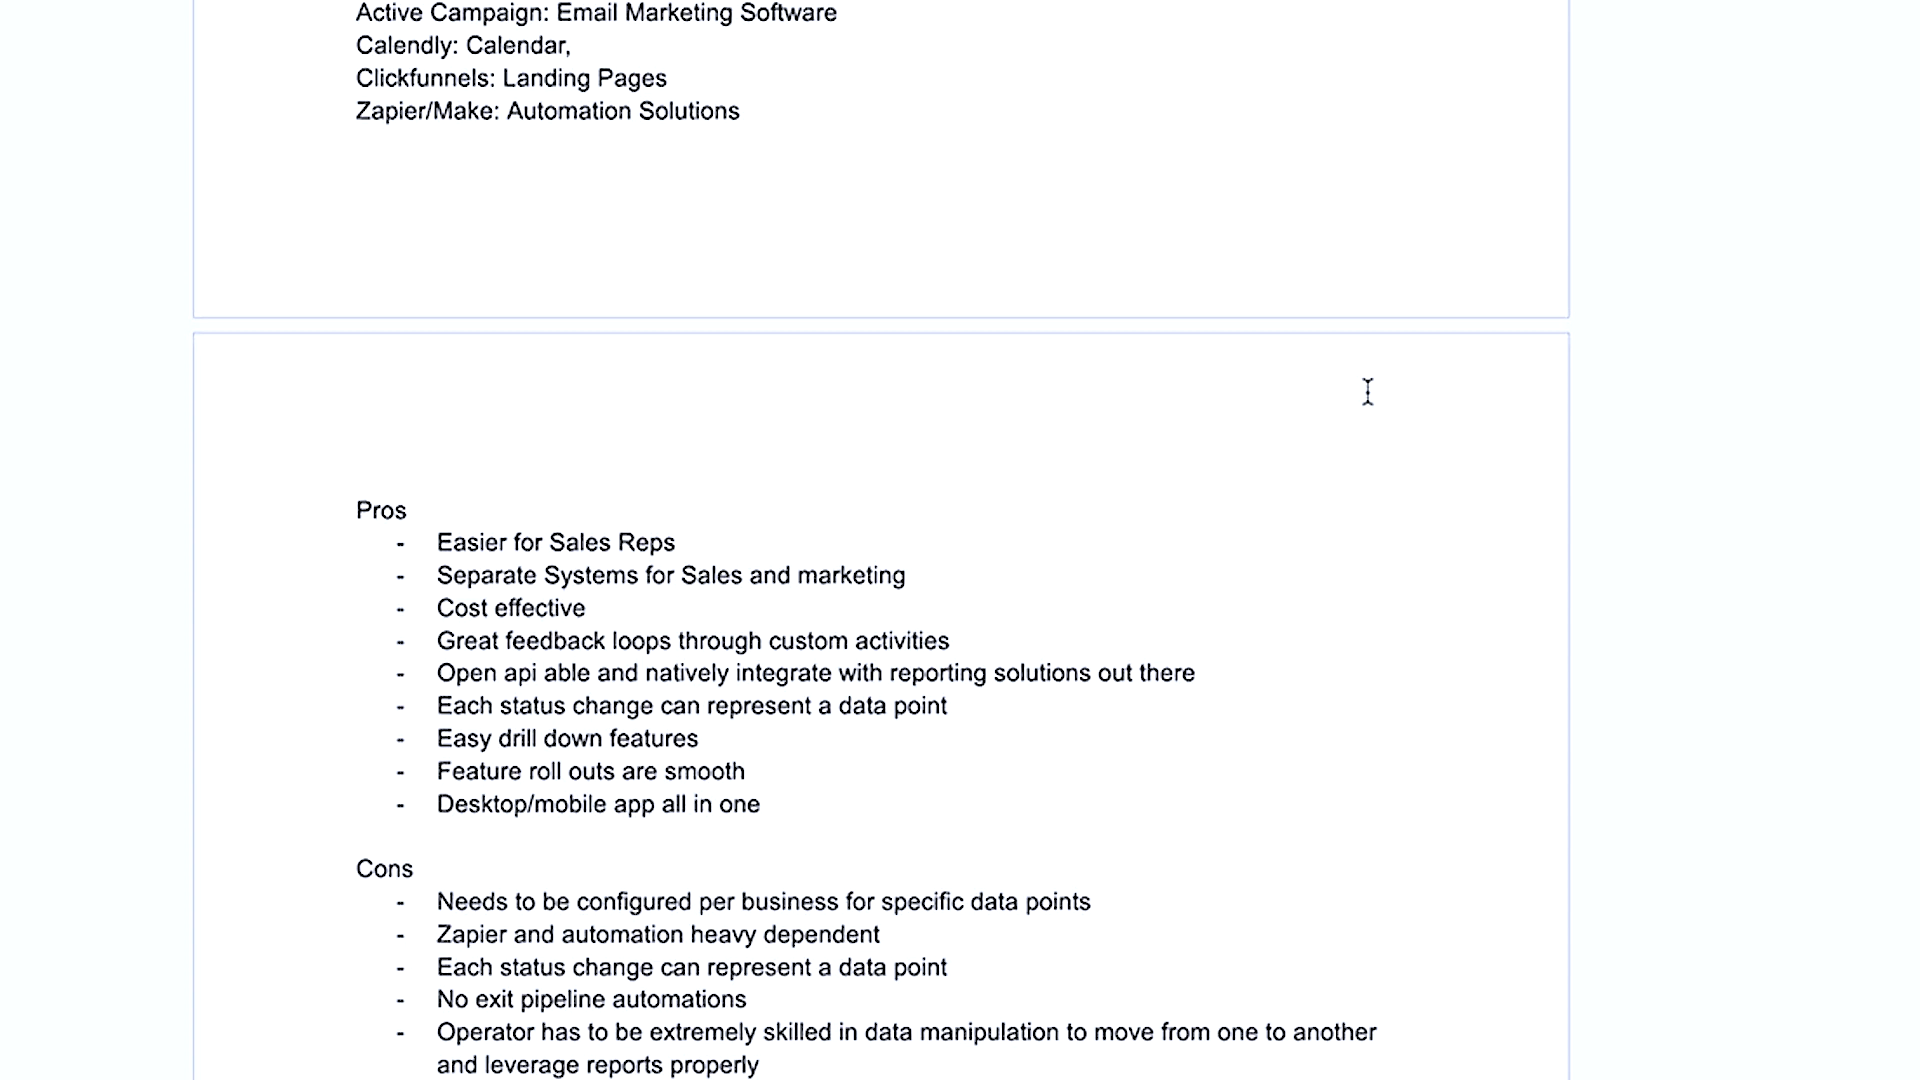 Active Campaign: Email Marketing Software
Calendly: Calendar,
Clickfunnels: Landing Pages
Zapier/Make: Automation Solutions
Pros
- Easier for Sales Reps
- Separate Systems for Sales and marketing
- Cost effective
- Great feedback loops through custom activities
- Open api able and natively integrate with reporting solutions out there
- Each status change can represent a data point
- Easy drill down features
- Feature roll outs are smooth
- Desktop/mobile app all in one
Cons
- Needs to be configured per business for specific data points
- Zapier and automation heavy dependent
- Each status change can represent a data point
- No exit pipeline automations
- Operator has to be extremely skilled in data manipulation to move from one to another
and leverage reports properly